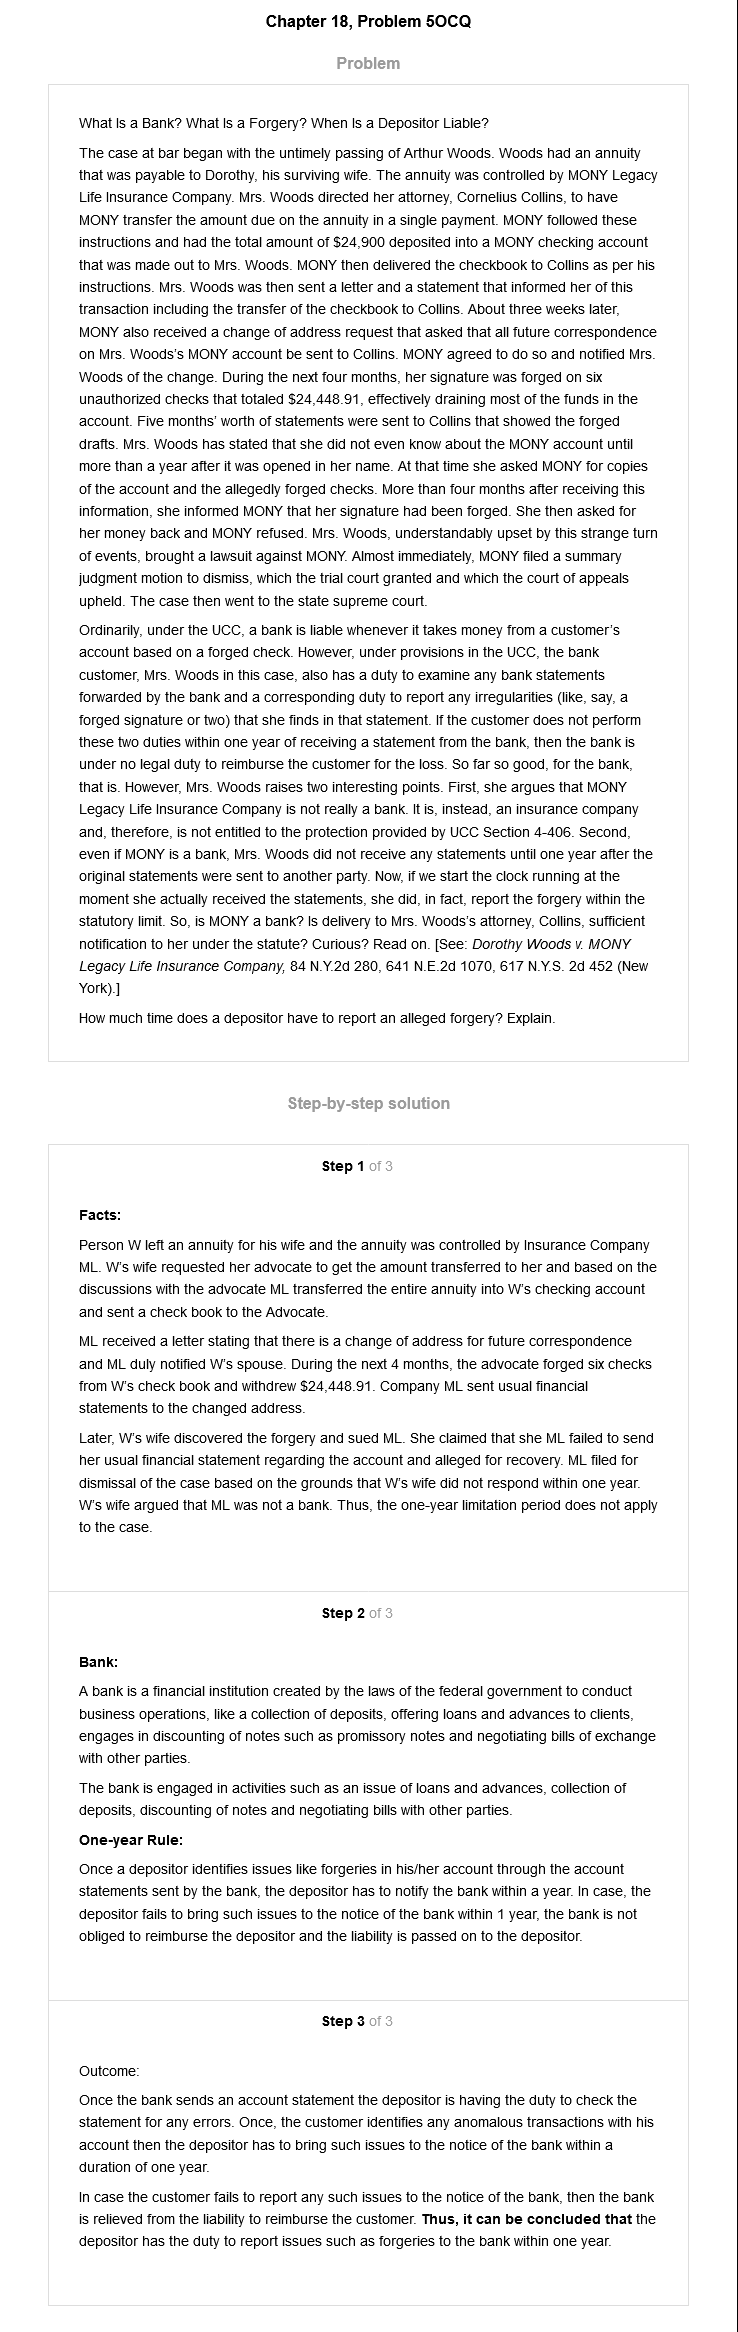 Chapter 18, Problem 5OCQ
Problem
What Is a Bank? What Is a Forgery? When Is a Depositor Liable?
The case at bar began with the untimely passing of Arthur Woods. Woods had an annuity
that was payable to Dorothy, his surviving wife. The annuity was controlled by MONY Legacy
Life Insurance Company. Mrs. Woods directed her attorney, Cornelius Collins, to have
MONY transfer the amount due on the annuity in a single payment. MONY followed these
instructions and had the total amount of $24,900 deposited into a MONY checking account
that was made out to Mrs. Woods. MONY then delivered the checkbook to Collins as per his
instructions. Mrs. Woods was then sent a letter and a statement that informed her of this
transaction including the transfer of the checkbook to Collins. About three weeks later,
MONY also received a change of address request that asked that all future correspondence
on Mrs. Woods's MONY account be sent to Collins. MONY agreed to do so and notified Mrs.
Woods of the change. During the next four months, her signature was forged on six
unauthorized checks that totaled $24,448.91, effectively draining most of the funds in the
account. Five months' worth of statements were sent to Collins that showed the forged
drafts. Mrs. Woods has stated that she did not even know about the MONY account until
more than a year after it was opened in her name. At that time she asked MONY for copies
of the account and the allegedly forged checks. More than four months after receiving this
information, she informed MONY that her signature had been forged. She then asked for
her money back and MONY refused. Mrs. Woods, understandably upset by this strange turn
of events, brought a lawsuit against MONY. Almost immediately, MONY filed a summary
judgment motion to dismiss, which the trial court granted and which the court of appeals
upheld. The case then went to the state supreme court.
Ordinarily, under the UCC, a bank is liable whenever it takes money from a customer's
account based on a forged check. However, under provisions in the UCC, the bank
customer, Mrs. Woods in this case, also has a duty to examine any bank statements
forwarded by the bank and a corresponding duty to report any irregularities (like, say, a
forged signature or two) that she finds in that statement. If the customer does not perform
these two duties within one year of receiving a statement from the bank, then the bank is
under no legal duty to reimburse the customer for the loss. So far so good, for the bank,
that is. However, Mrs. Woods raises two interesting points. First, she argues that MONY
Legacy Life Insurance Company is not really a bank. It is, instead, an insurance company
and, therefore, is not entitled to the protection provided by UCC Section 4-406. Second,
even if MONY is a bank, Mrs. Woods did not receive any statements until one year after the
original statements were sent to another party. Now, if we start the clock running at the
moment she actually received the statements, she did, in fact, report the forgery within the
statutory limit. So, is MONY a bank? Is delivery to Mrs. Woods's attorney, Collins, sufficient
notification to her under the statute? Curious? Read on. [See: Dorothy Woods v. MONY
Legacy Life Insurance Company, 84 N.Y.2d 280, 641 N.E.2d 1070, 617 N.Y.S. 2d 452 (New
York).]
How much time does a depositor have to report an alleged forgery? Explain.
Step-by-step solution
Step 1 of 3
Facts:
Person W left an annuity for his wife and the annuity was controlled by Insurance Company
ML. W's wife requested her advocate to get the amount transferred to her and based on the
discussions with the advocate ML transferred the entire annuity into W's checking account
and sent a check book to the Advocate.
ML received a letter stating that there is a change of address for future correspondence
and ML duly notified W's spouse. During the next 4 months, the advocate forged six checks
from W's check book and withdrew $24,448.91. Company ML sent usual financial
statements to the changed address.
Later, W's wife discovered the forgery and sued ML. She claimed that she ML failed to send
her usual financial statement regarding the account and alleged for recovery. ML filed for
dismissal of the case based on the grounds that W's wife did not respond within one year.
W's wife argued that ML was not a bank. Thus, the one-year limitation period does not apply
to the case.
Step 2 of 3
Bank:
A bank is a financial institution created by the laws of the federal government to conduct
business operations, like a collection of deposits, offering loans and advances to clients,
engages in discounting of notes such as promissory notes and negotiating bills of exchange
with other parties.
The bank is engaged in activities such as an issue of loans and advances, collection of
deposits, discounting of notes and negotiating bills with other parties.
One-year Rule:
Once a depositor identifies issues like forgeries in his/her account through the account
statements sent by the bank, the depositor has to notify the bank within a year. In case, the
depositor fails to bring such issues to the notice of the bank within 1 year, the bank is not
obliged to reimburse the depositor and the liability is passed on to the depositor.
Step 3 of 3
Outcome:
Once the bank sends an account statement the depositor is having the duty to check the
statement for any errors. Once, the customer identifies any anomalous transactions with his
account then the depositor has to bring such issues to the notice of the bank within a
duration of one year.
In case the customer fails to report any such issues to the notice of the bank, then the bank
is relieved from the liability to reimburse the customer. Thus, it can be concluded that the
depositor has the duty to report issues such as forgeries to the bank within one year.